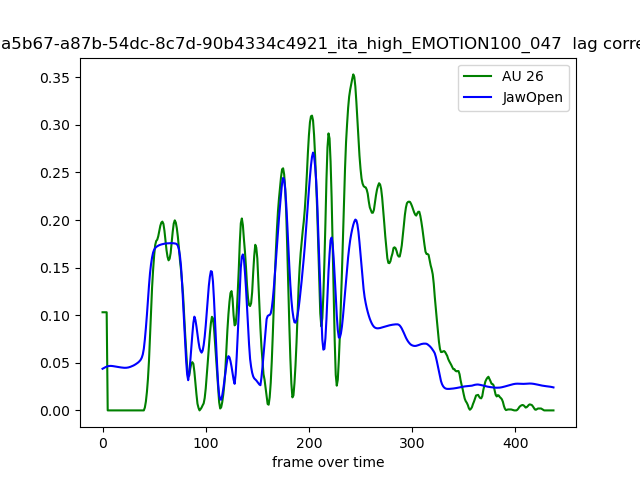 a5b67-a87b-54dc-8c7d-90b4334c4921_ita_high_EMOTION100_047 lag corre
AU 26
JawOpen
0.35
0.30
0.25
0.20
0.15
0.10
0.05
0.00
0 100 200 300 400
frame over time